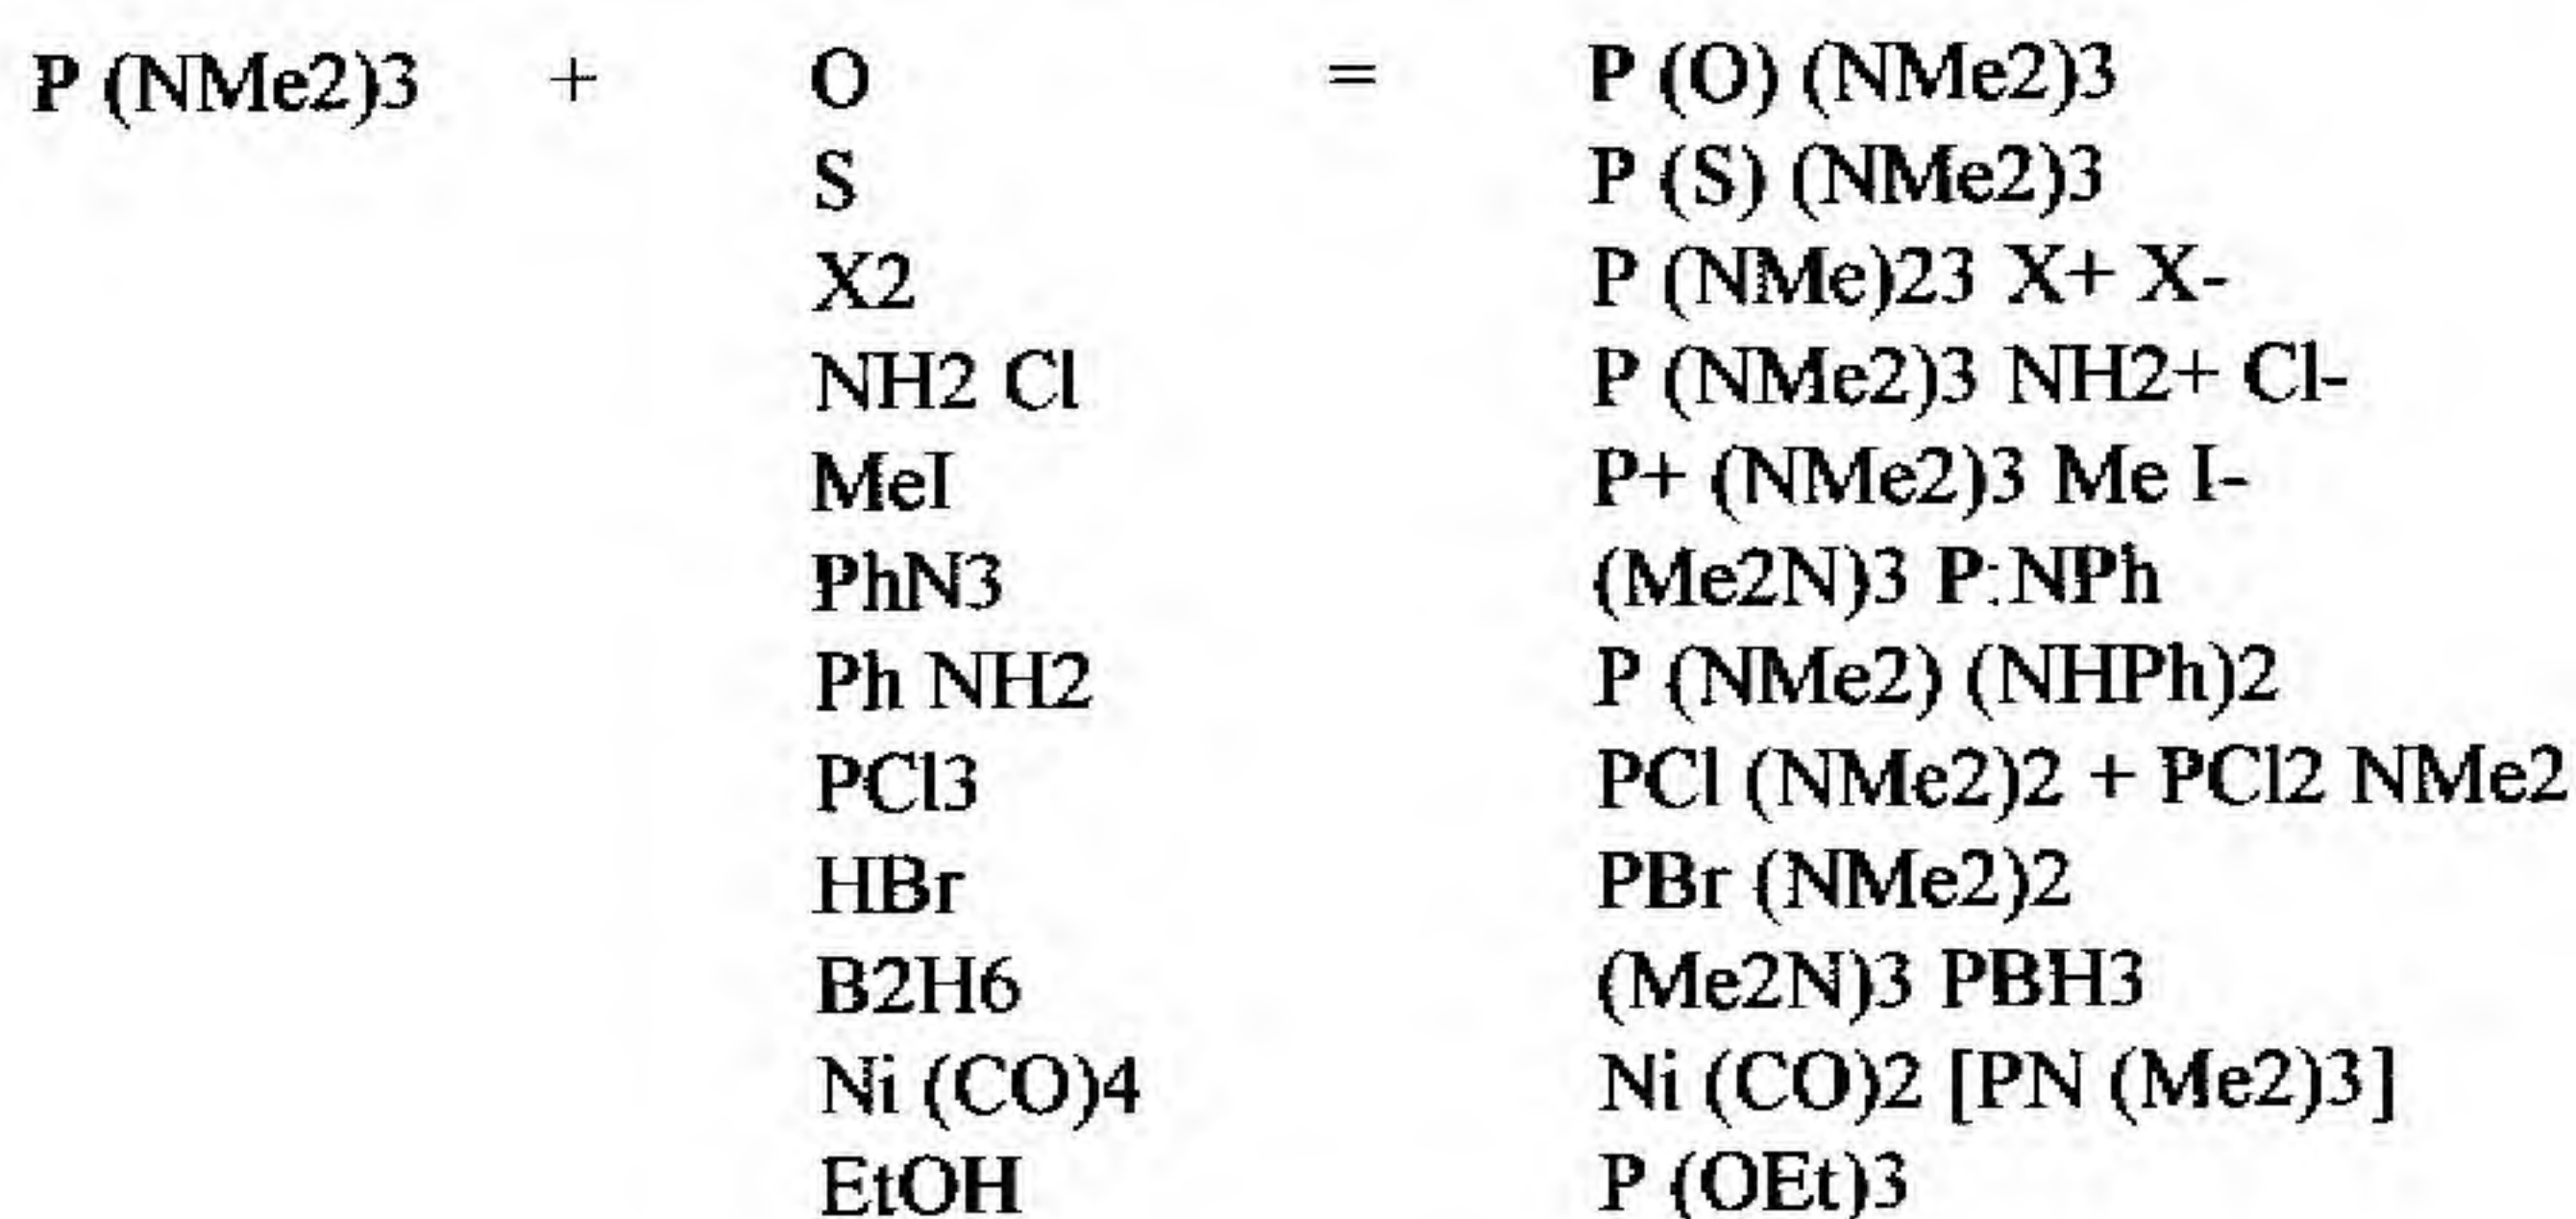 P (NMe2)3 + O = P (O) (NMe2)3
S P (S) (NMe2)3
X2 P (NMe)23 X+ X-
NH2 Cl P (NMe2)3 NH2+ Cl-
MeI P+ (NMe2)3 Me I-
PhN3 (Me2N)3 P:NPh
Ph NH2 P (NMe2) (NHPh)2
PCl3 PCl (NMe2)2 + PCl2 NMe2
HBr PBr (NMe2)2
B2H6 (Me2N)3 PBH3
Ni (CO)4 Ni (CO)2 [PN (Me2)3]
EtOH P (OEt)3